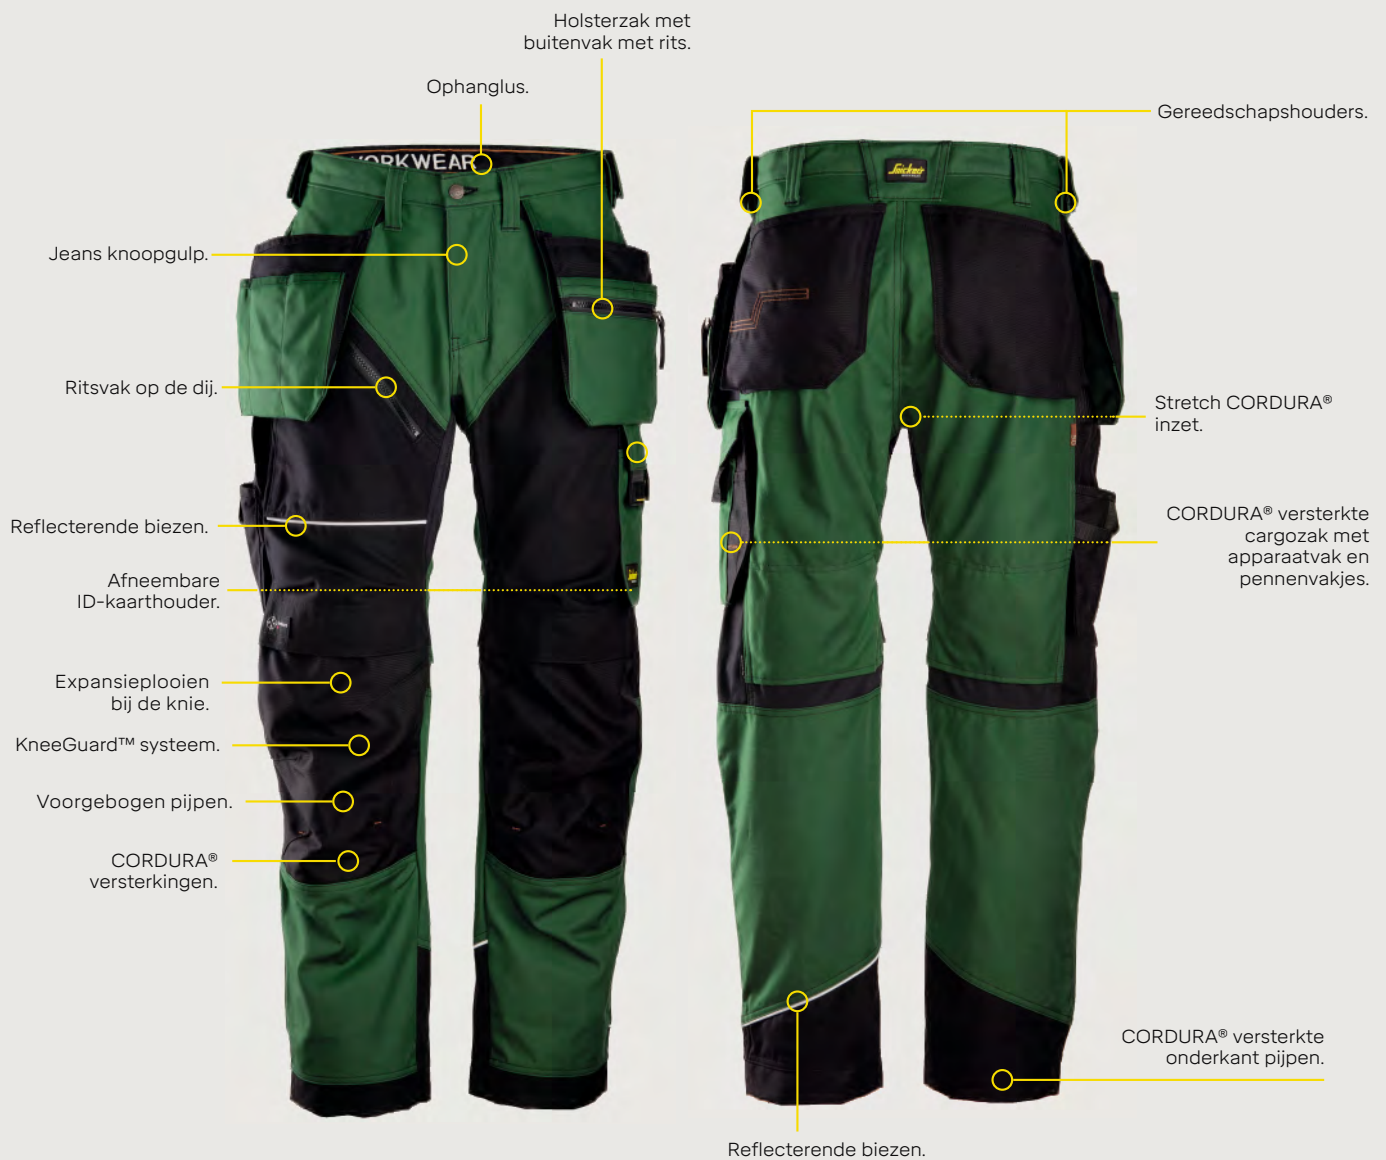 Holsterzak met
buitenvak met rits.
Ophanglus.
Gereedschapshouders.
WORKWEAR
Snickers
Jeans knoopgulp.
Ritsvak op de dij.
Stretch CORDURA®
inzet.
Reflecterende biezen.
CORDURA® versterkte
cargozak met
apparaatvak en
pennenvakjes.
Afneembare
ID-kaarthouder.
Expansieplooien
bij de knie.
KneeGuard™ systeem.
Voorgebogen pijpen.
CORDURA®
versterkingen.
CORDURA® versterkte
onderkant pijpen.
Reflecterende biezen.